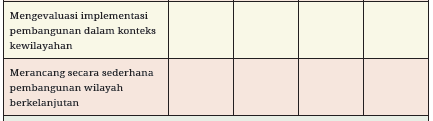 Mengevaluasi implementasi
pembangunan dalam konteks
kewilayahan
Merancang secara sederhana
pembangunan wilayah
berkelanjutan